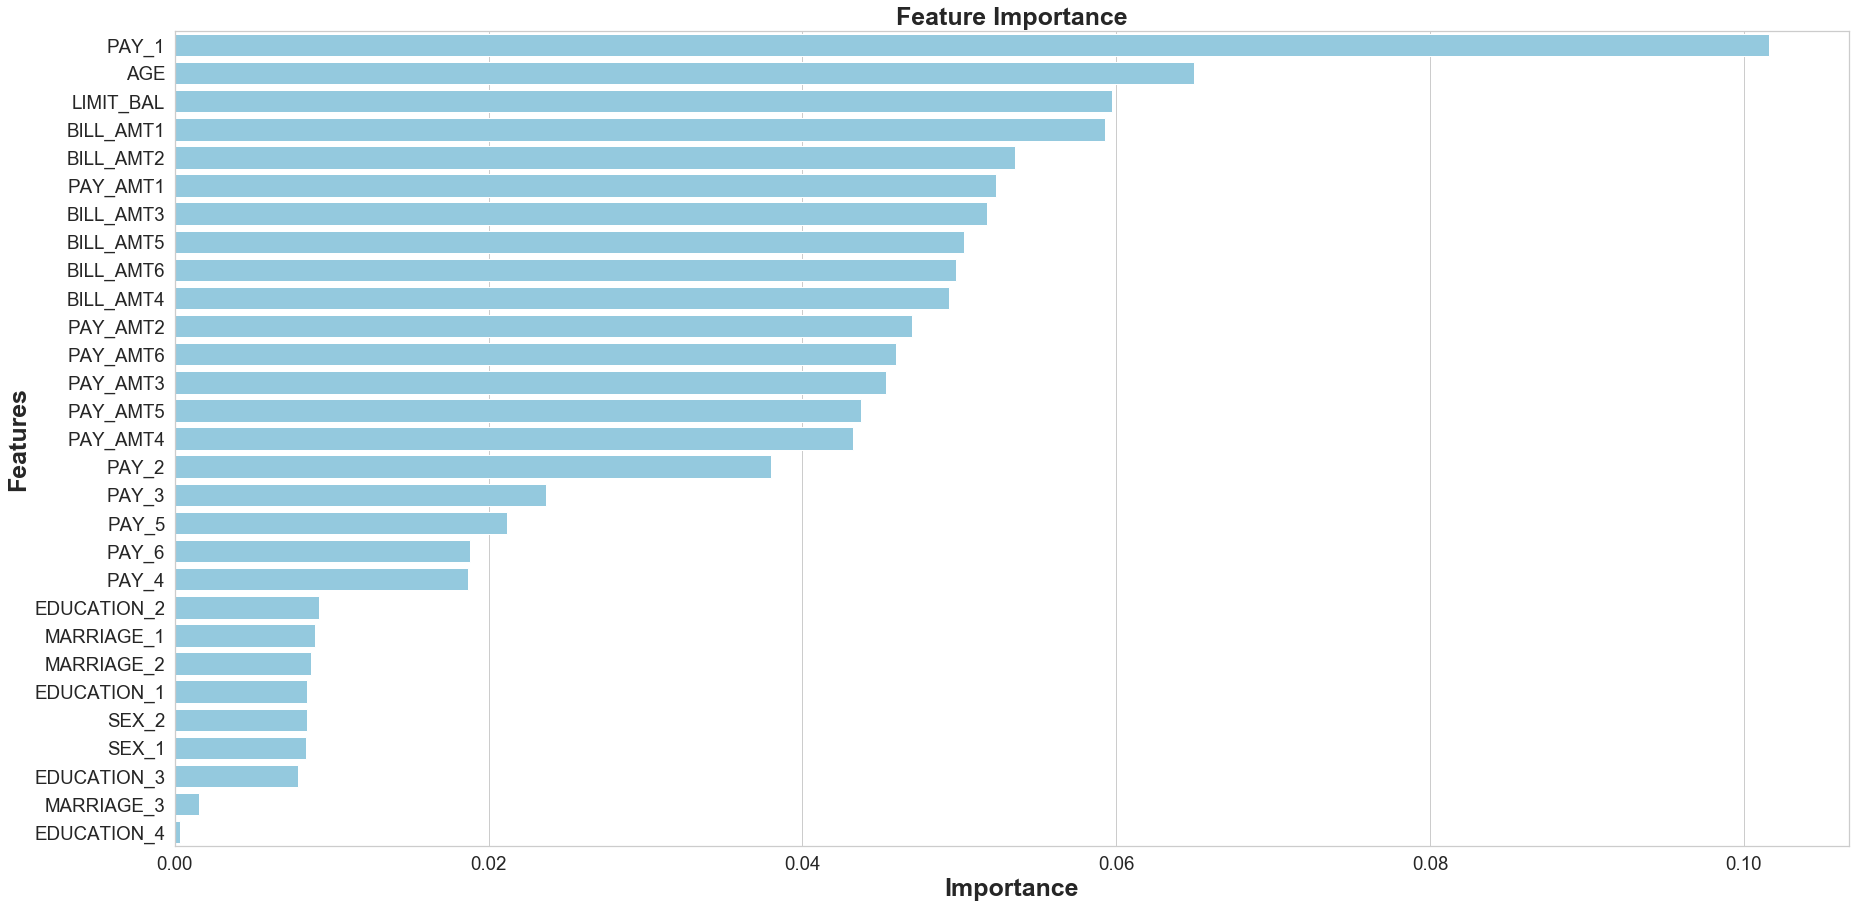 Feature Importance
PAY_1
AGE
LIMIT_BAL
BILL_AMT1
BILL_AMT2
PAY_AMT1
BILL_AMT3
BILL_AMT5
BILL_AMT6
BILL_AMT4
PAY_AMT2
PAY_AMT6
PAY_AMT3
PAY_AMT5
PAY_AMT4
PAY_2
PAY_3
PAY_5
PAY_6
PAY_4
EDUCATION_2
MARRIAGE_1
MARRIAGE_2
EDUCATION_1
SEX_2
SEX_1
EDUCATION_3
MARRIAGE_3
EDUCATION_4
Features
0.00 0.02 0.04 0.06 0.08 0.10
Importance